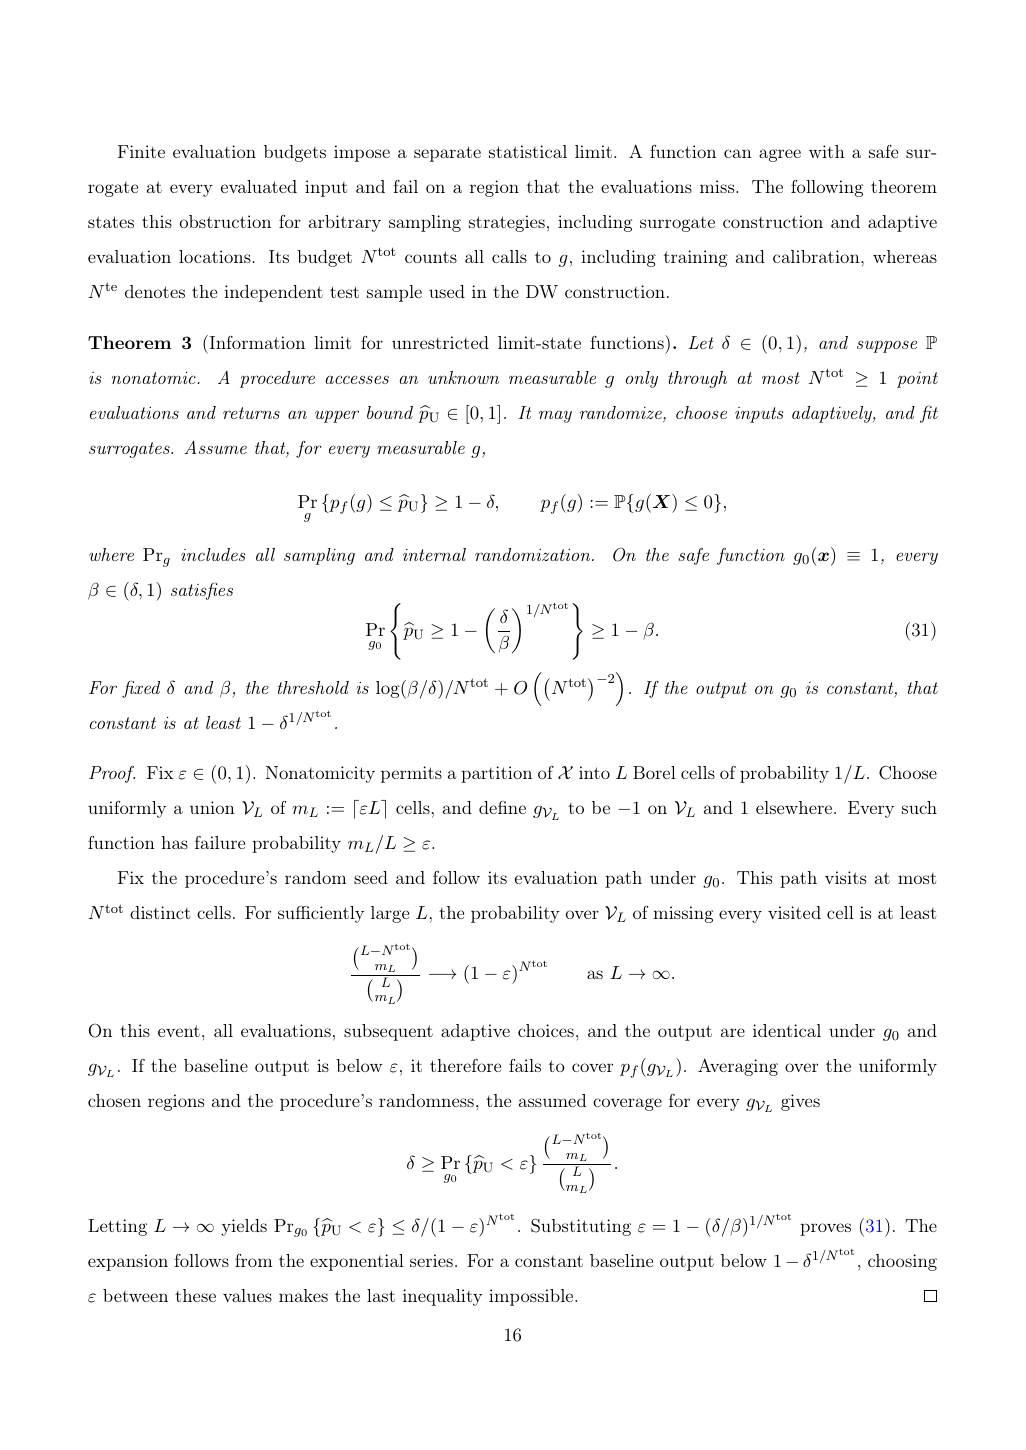 Finite evaluation budgets impose a separate statistical limit. A function can agree with a safe sur-
rogate at every evaluated input and fail on a region that the evaluations miss. The following theorem
states this obstruction for arbitrary sampling strategies, including surrogate construction and adaptive
evaluation locations. Its budget N^tot counts all calls to g, including training and calibration, whereas
N^te denotes the independent test sample used in the DW construction.
Theorem 3 (Information limit for unrestricted limit-state functions). Let δ ∈ (0, 1), and suppose ℙ
is nonatomic. A procedure accesses an unknown measurable g only through at most N^tot ≥ 1 point
evaluations and returns an upper bound p̂_U ∈ [0, 1]. It may randomize, choose inputs adaptively, and fit
surrogates. Assume that, for every measurable g,
Pr_g {p_f(g) ≤ p̂_U} ≥ 1 − δ, p_f(g) := ℙ{g(X) ≤ 0},
where Pr_g includes all sampling and internal randomization. On the safe function g_0(x) ≡ 1, every
β ∈ (δ, 1) satisfies
Pr_{g_0} { p̂_U ≥ 1 − (δ/β)^{1/N^tot} } ≥ 1 − β. (31)
For fixed δ and β, the threshold is log(β/δ)/N^tot + O((N^tot)^{−2}). If the output on g_0 is constant, that
constant is at least 1 − δ^{1/N^tot}.
Proof. Fix ε ∈ (0, 1). Nonatomicity permits a partition of 𝒳 into L Borel cells of probability 1/L. Choose
uniformly a union 𝒱_L of m_L := ⌈εL⌉ cells, and define g_{𝒱_L} to be −1 on 𝒱_L and 1 elsewhere. Every such
function has failure probability m_L/L ≥ ε.
Fix the procedure's random seed and follow its evaluation path under g_0. This path visits at most
N^tot distinct cells. For sufficiently large L, the probability over 𝒱_L of missing every visited cell is at least
\binom{L−N^tot}{m_L} / \binom{L}{m_L} ⟶ (1 − ε)^{N^tot} as L → ∞.
On this event, all evaluations, subsequent adaptive choices, and the output are identical under g_0 and
g_{𝒱_L}. If the baseline output is below ε, it therefore fails to cover p_f(g_{𝒱_L}). Averaging over the uniformly
chosen regions and the procedure's randomness, the assumed coverage for every g_{𝒱_L} gives
δ ≥ Pr_{g_0} {p̂_U < ε} \binom{L−N^tot}{m_L} / \binom{L}{m_L}.
Letting L → ∞ yields Pr_{g_0} {p̂_U < ε} ≤ δ/(1 − ε)^{N^tot}. Substituting ε = 1 − (δ/β)^{1/N^tot} proves (31). The
expansion follows from the exponential series. For a constant baseline output below 1 − δ^{1/N^tot}, choosing
ε between these values makes the last inequality impossible. □
16